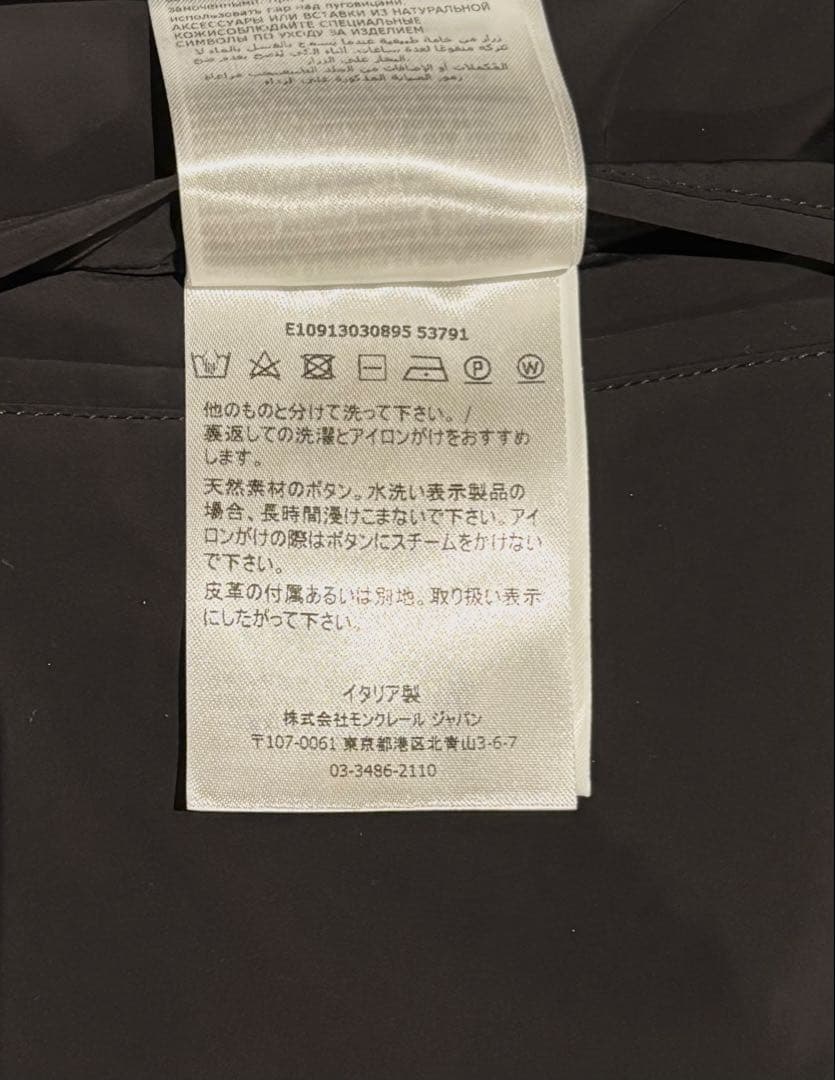 использовать пар над пуговицами.
АКСЕССУАРЫ ИЛИ ВСТАВКИ ИЗ НАТУРАЛЬНОЙ
КОЖИСОБЛЮДАЙТЕ СПЕЦИАЛЬНЫЕ
СИМВОЛЫ ПО УХОДУ ЗА ИЗДЕЛИЕМ
E10913030895 53791
P W
他のものと分けて洗って下さい。/
裏返しての洗濯とアイロンがけをおすすめ
します。
天然素材のボタン。水洗い表示製品の
場合、長時間浸けこまないで下さい。アイ
ロンがけの際はボタンにスチームをかけない
で下さい。
皮革の付属あるいは別地。取り扱い表示
にしたがって下さい。
イタリア製
株式会社モンクレール ジャパン
〒107-0061 東京都港区北青山3-6-7
03-3486-2110